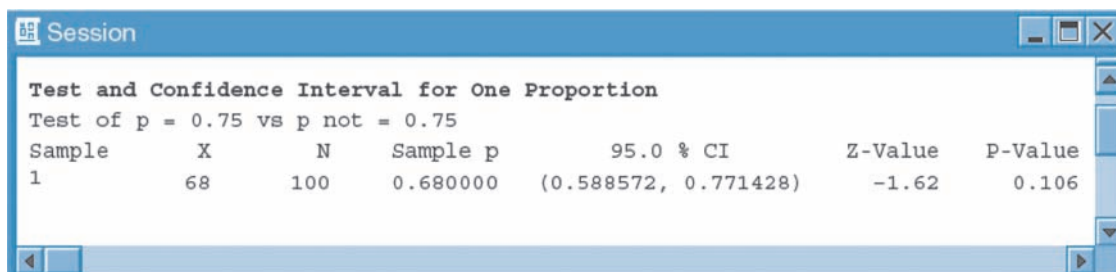 Session
Test and Confidence Interval for One Proportion
Test of p = 0.75 vs p not = 0.75
Sample X N Sample p 95.0 % CI Z-Value P-Value
1 68 100 0.680000 (0.588572, 0.771428) -1.62 0.106